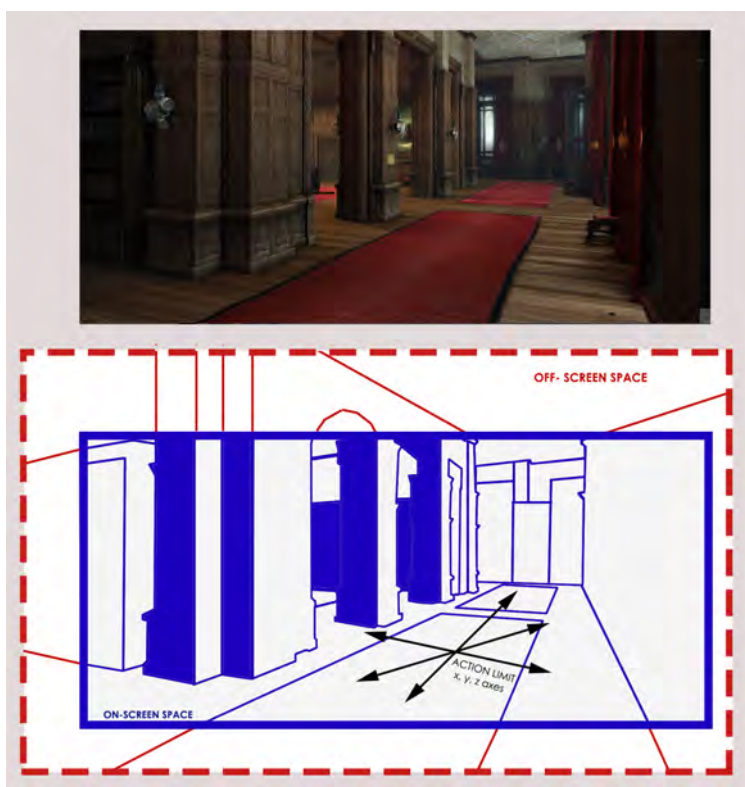 OFF- SCREEN SPACE
ACTION LIMIT
x, y, z axes
ON-SCREEN SPACE